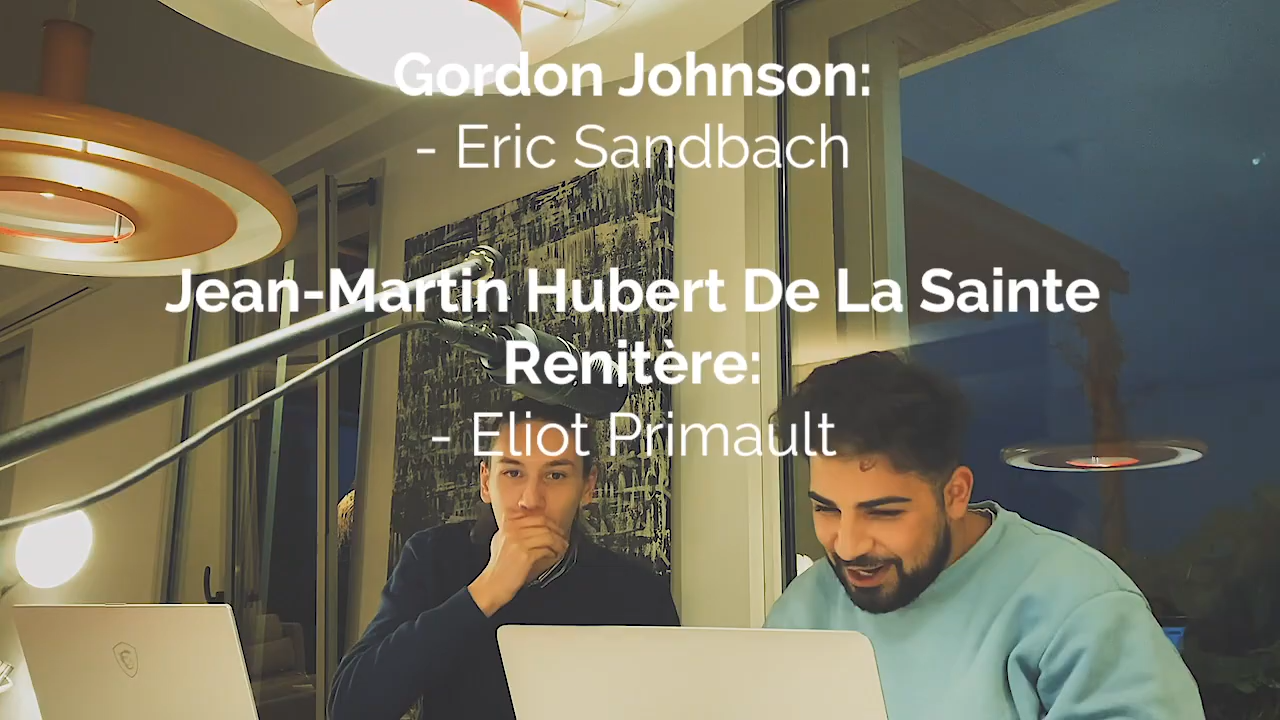 Gordon Johnson:
- Eric Sandbach
Jean-Martin Hubert De La Sainte
Renitère:
- Eliot Primault